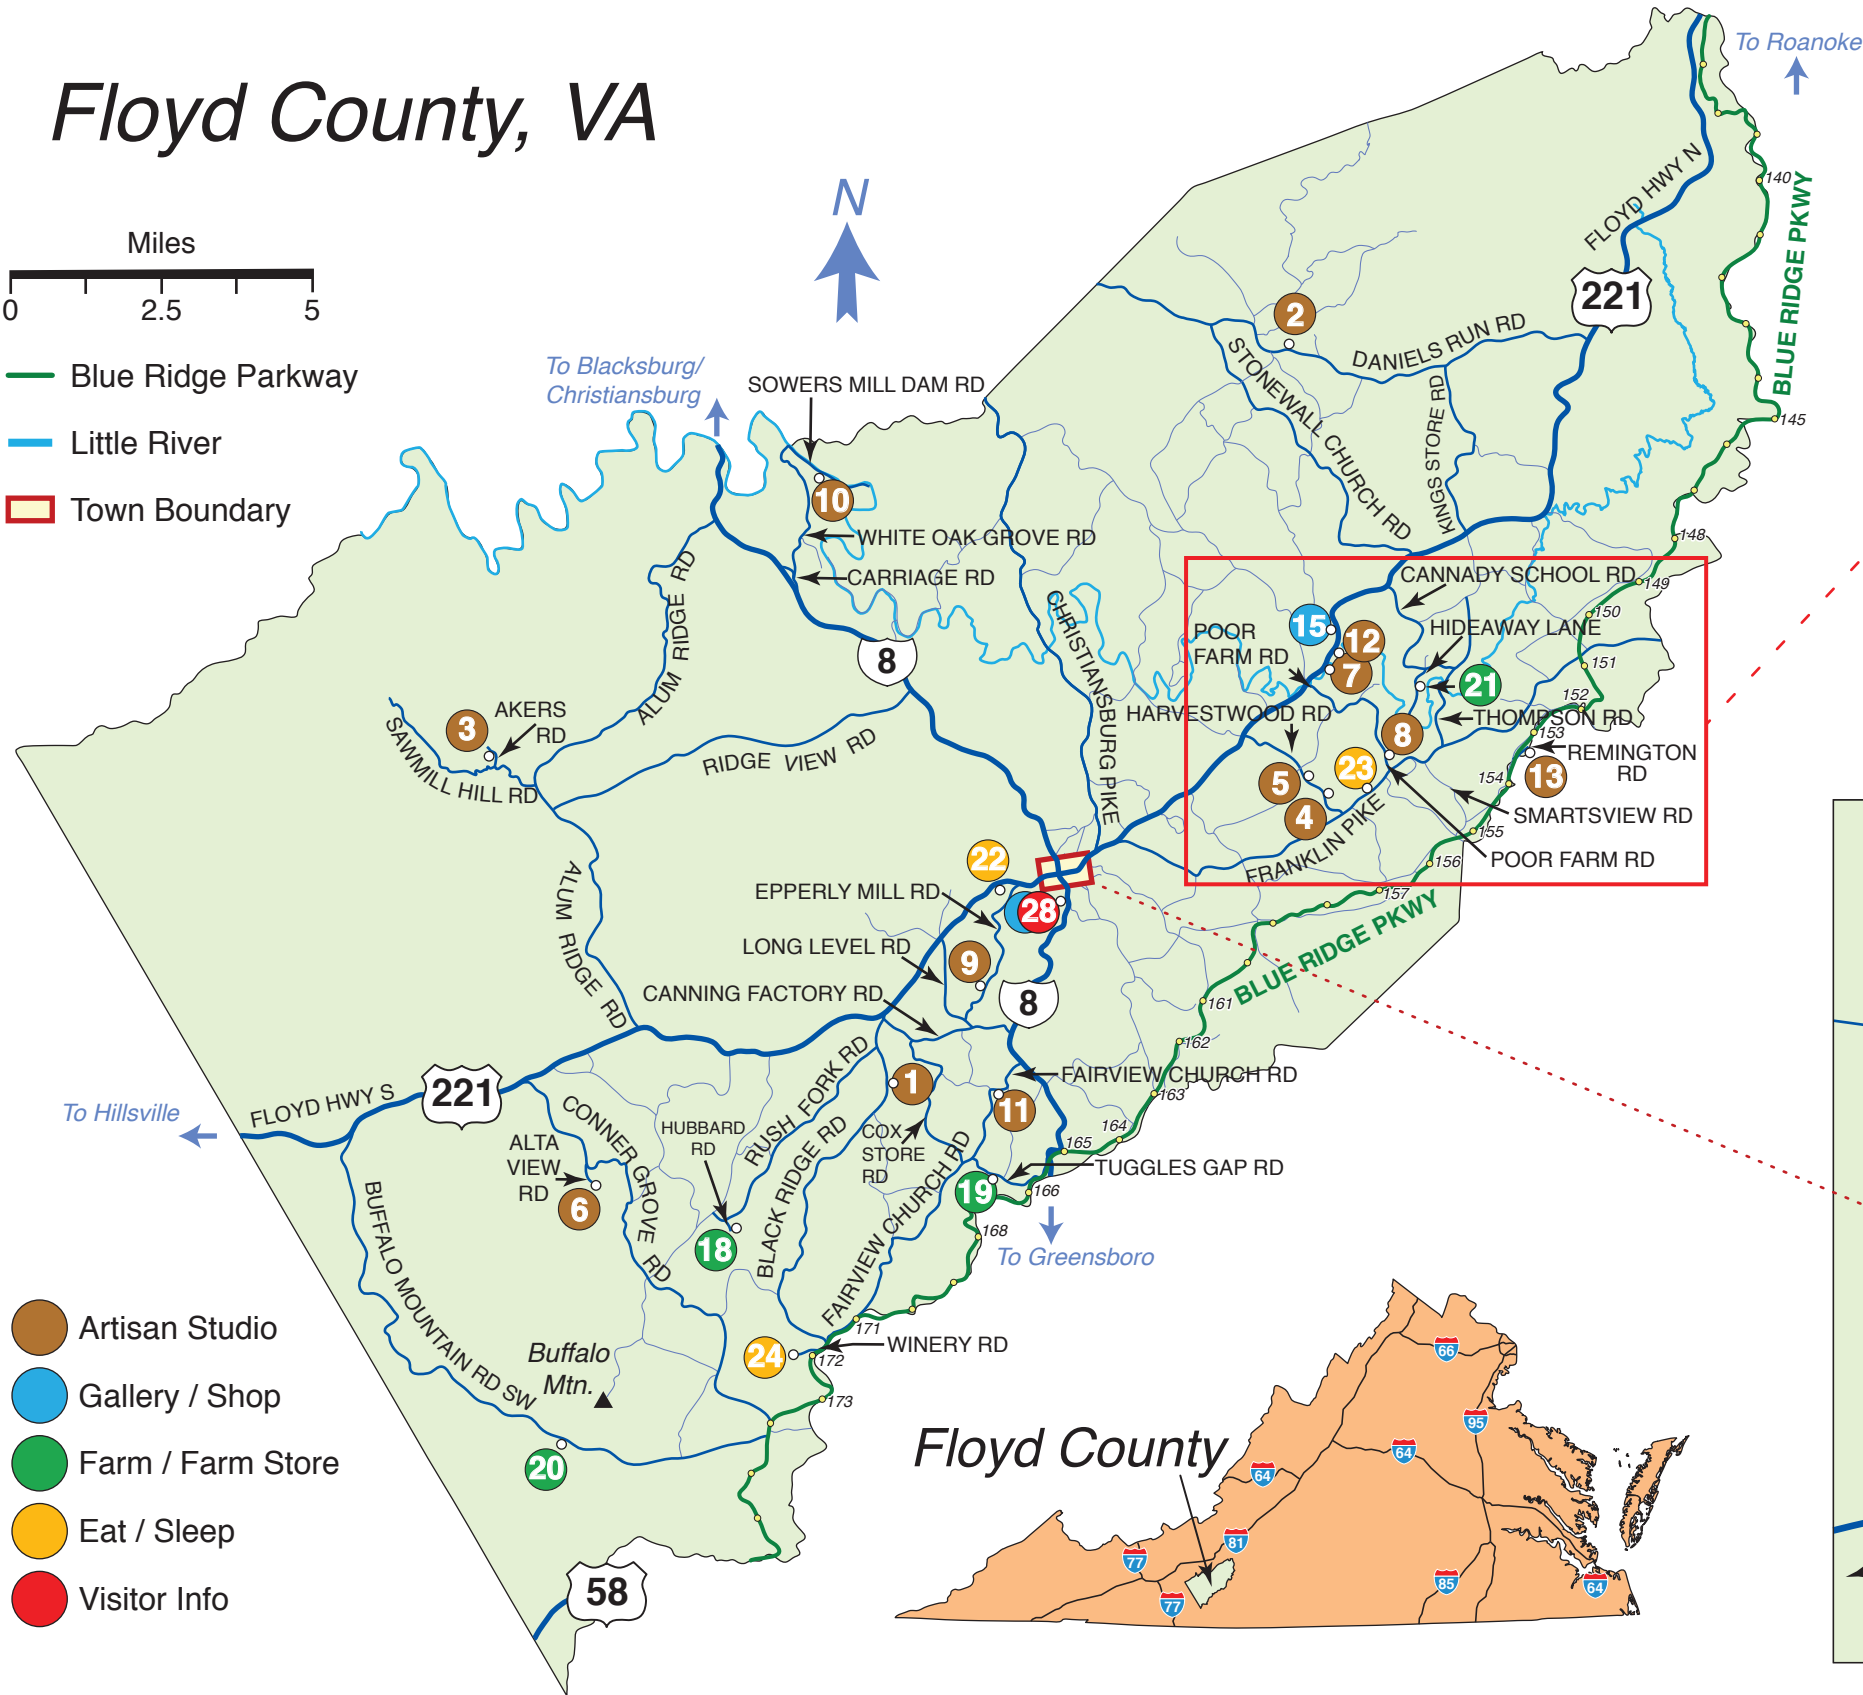 Floyd County, VA
To Roanoke
Miles
0
2.5
5
N
Blue Ridge Parkway
Little River
Town Boundary
To Blacksburg/
Christiansburg
SOWERS MILL DAM RD
10
WHITE OAK GROVE RD
CARRIAGE RD
FLOYD HWY N
221
140
BLUE RIDGE PKWY
145
148
2
DANIELS RUN RD
STONEWALL CHURCH RD
KINGS STORE RD
CANNADY SCHOOL RD
149
150
HIDEAWAY LANE
15
12
7
POOR
FARM RD
21
151
152
THOMPSON RD
HARVESTWOOD RD
8
153
REMINGTON
RD
13
154
5
23
4
SMARTSVIEW RD
155
FRANKLIN PIKE
156
POOR FARM RD
157
BLUE RIDGE PKWY
ALUM RIDGE RD
8
CHRISTIANSBURG PIKE
3
AKERS
RD
SAWMILL HILL RD
RIDGE VIEW RD
22
EPPERLY MILL RD
28
LONG LEVEL RD
9
CANNING FACTORY RD
8
161
162
163
164
165
166
168
171
172
173
ALUM RIDGE RD
221
FLOYD HWY S
To Hillsville
RUSH FORK RD
1
FAIRVIEW CHURCH RD
11
CONNER GROVE RD
HUBBARD
RD
COX
STORE
RD
ALTA
VIEW
RD
6
BLACK RIDGE RD
TUGGLES GAP RD
19
18
FAIRVIEW CHURCH RD
To Greensboro
BUFFALO MOUNTAIN RD SW
24
WINERY RD
Buffalo
Mtn.
20
58
Artisan Studio
Gallery / Shop
Farm / Farm Store
Eat / Sleep
Visitor Info
Floyd County
66
95
64
64
81
77
77
85
64